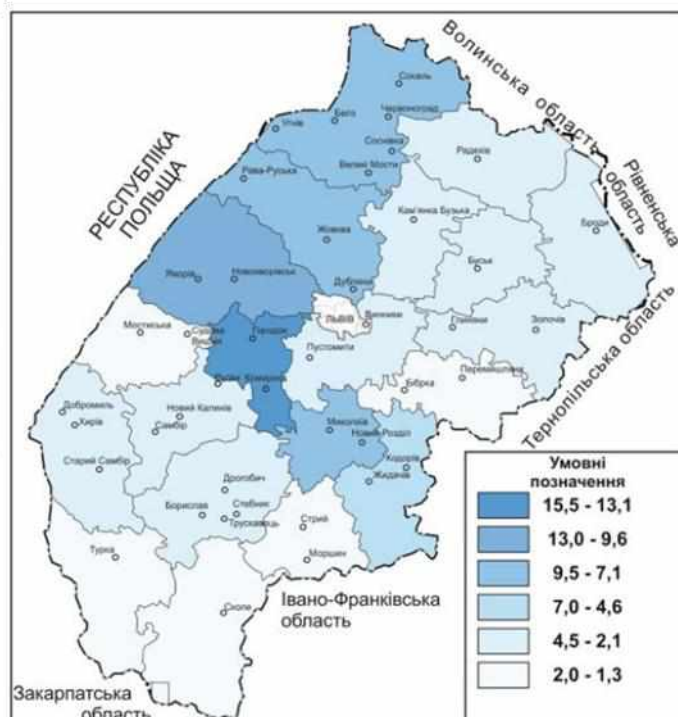 Волинська область
Рівненська
область
РЕСПУБЛІКА
ПОЛЬЩА
Сокаль
Червоноград
Белз
Угнів
Соснівка
Великі Мости
Рава-Руська
Радехів
Кам'янка Бузька
Броди
Жовква
Буськ
Яворів
Новояворівськ
Дубляни
ЛЬВІВ
Винники
Мостиська
Судова
Вишня
Городок
Глиняни
Золочів
Пустомити
Тернопільська область
Комарно
Бібрка
Перемишляни
Добромиль
Хирів
Новий Калинів
Самбір
Миколаїв
Новий Розділ
Ходорів
Жидачів
Старий Самбір
Дрогобич
Борислав
Стебник
Трускавець
Стрий
Моршин
Турка
Сколе
Івано-Франківська
область
Закарпатська
область
Умовні
позначення
15,5 - 13,1
13,0 - 9,6
9,5 - 7,1
7,0 - 4,6
4,5 - 2,1
2,0 - 1,3